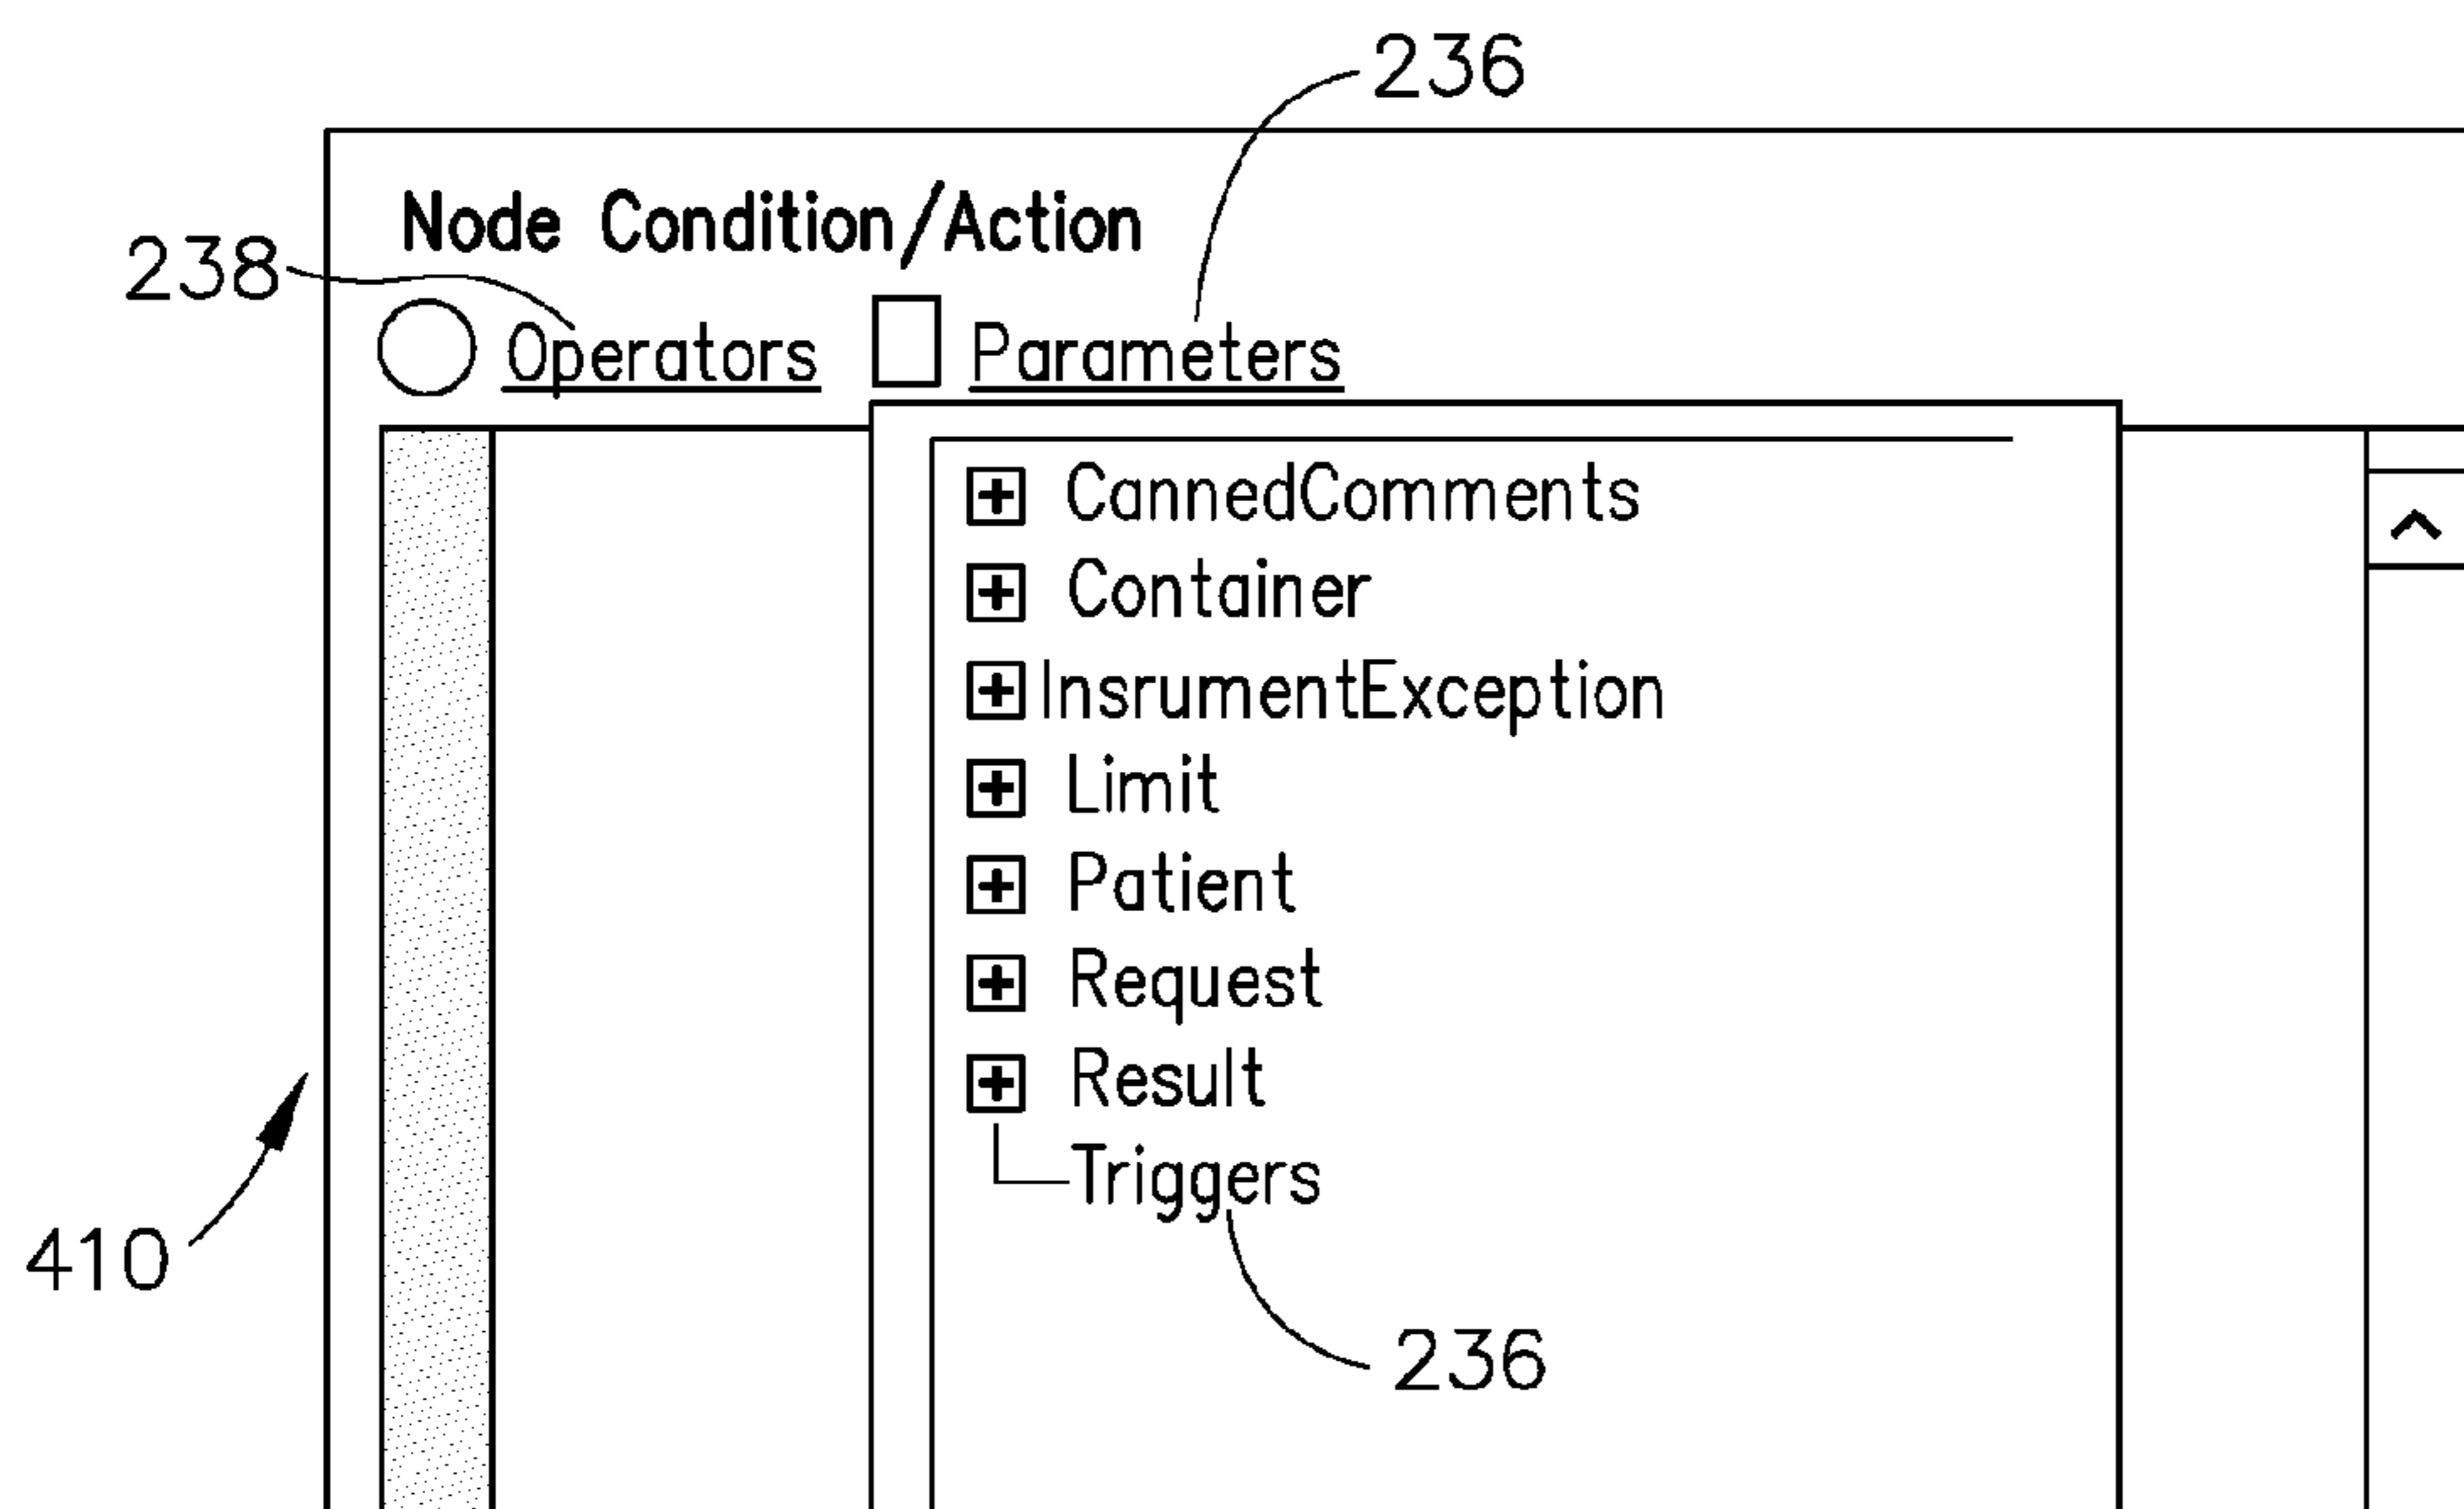 236
Node Condition/Action
238
Operators Parameters
CannedComments
Container
InsrumentException
Limit
Patient
Request
Result
Triggers
410
236